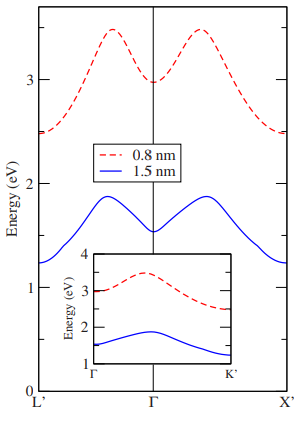 3
2
1
0
Energy (eV)
0.8 nm
1.5 nm
4
3
2
1
Energy (eV)
Γ
K'
L'
Γ
X'